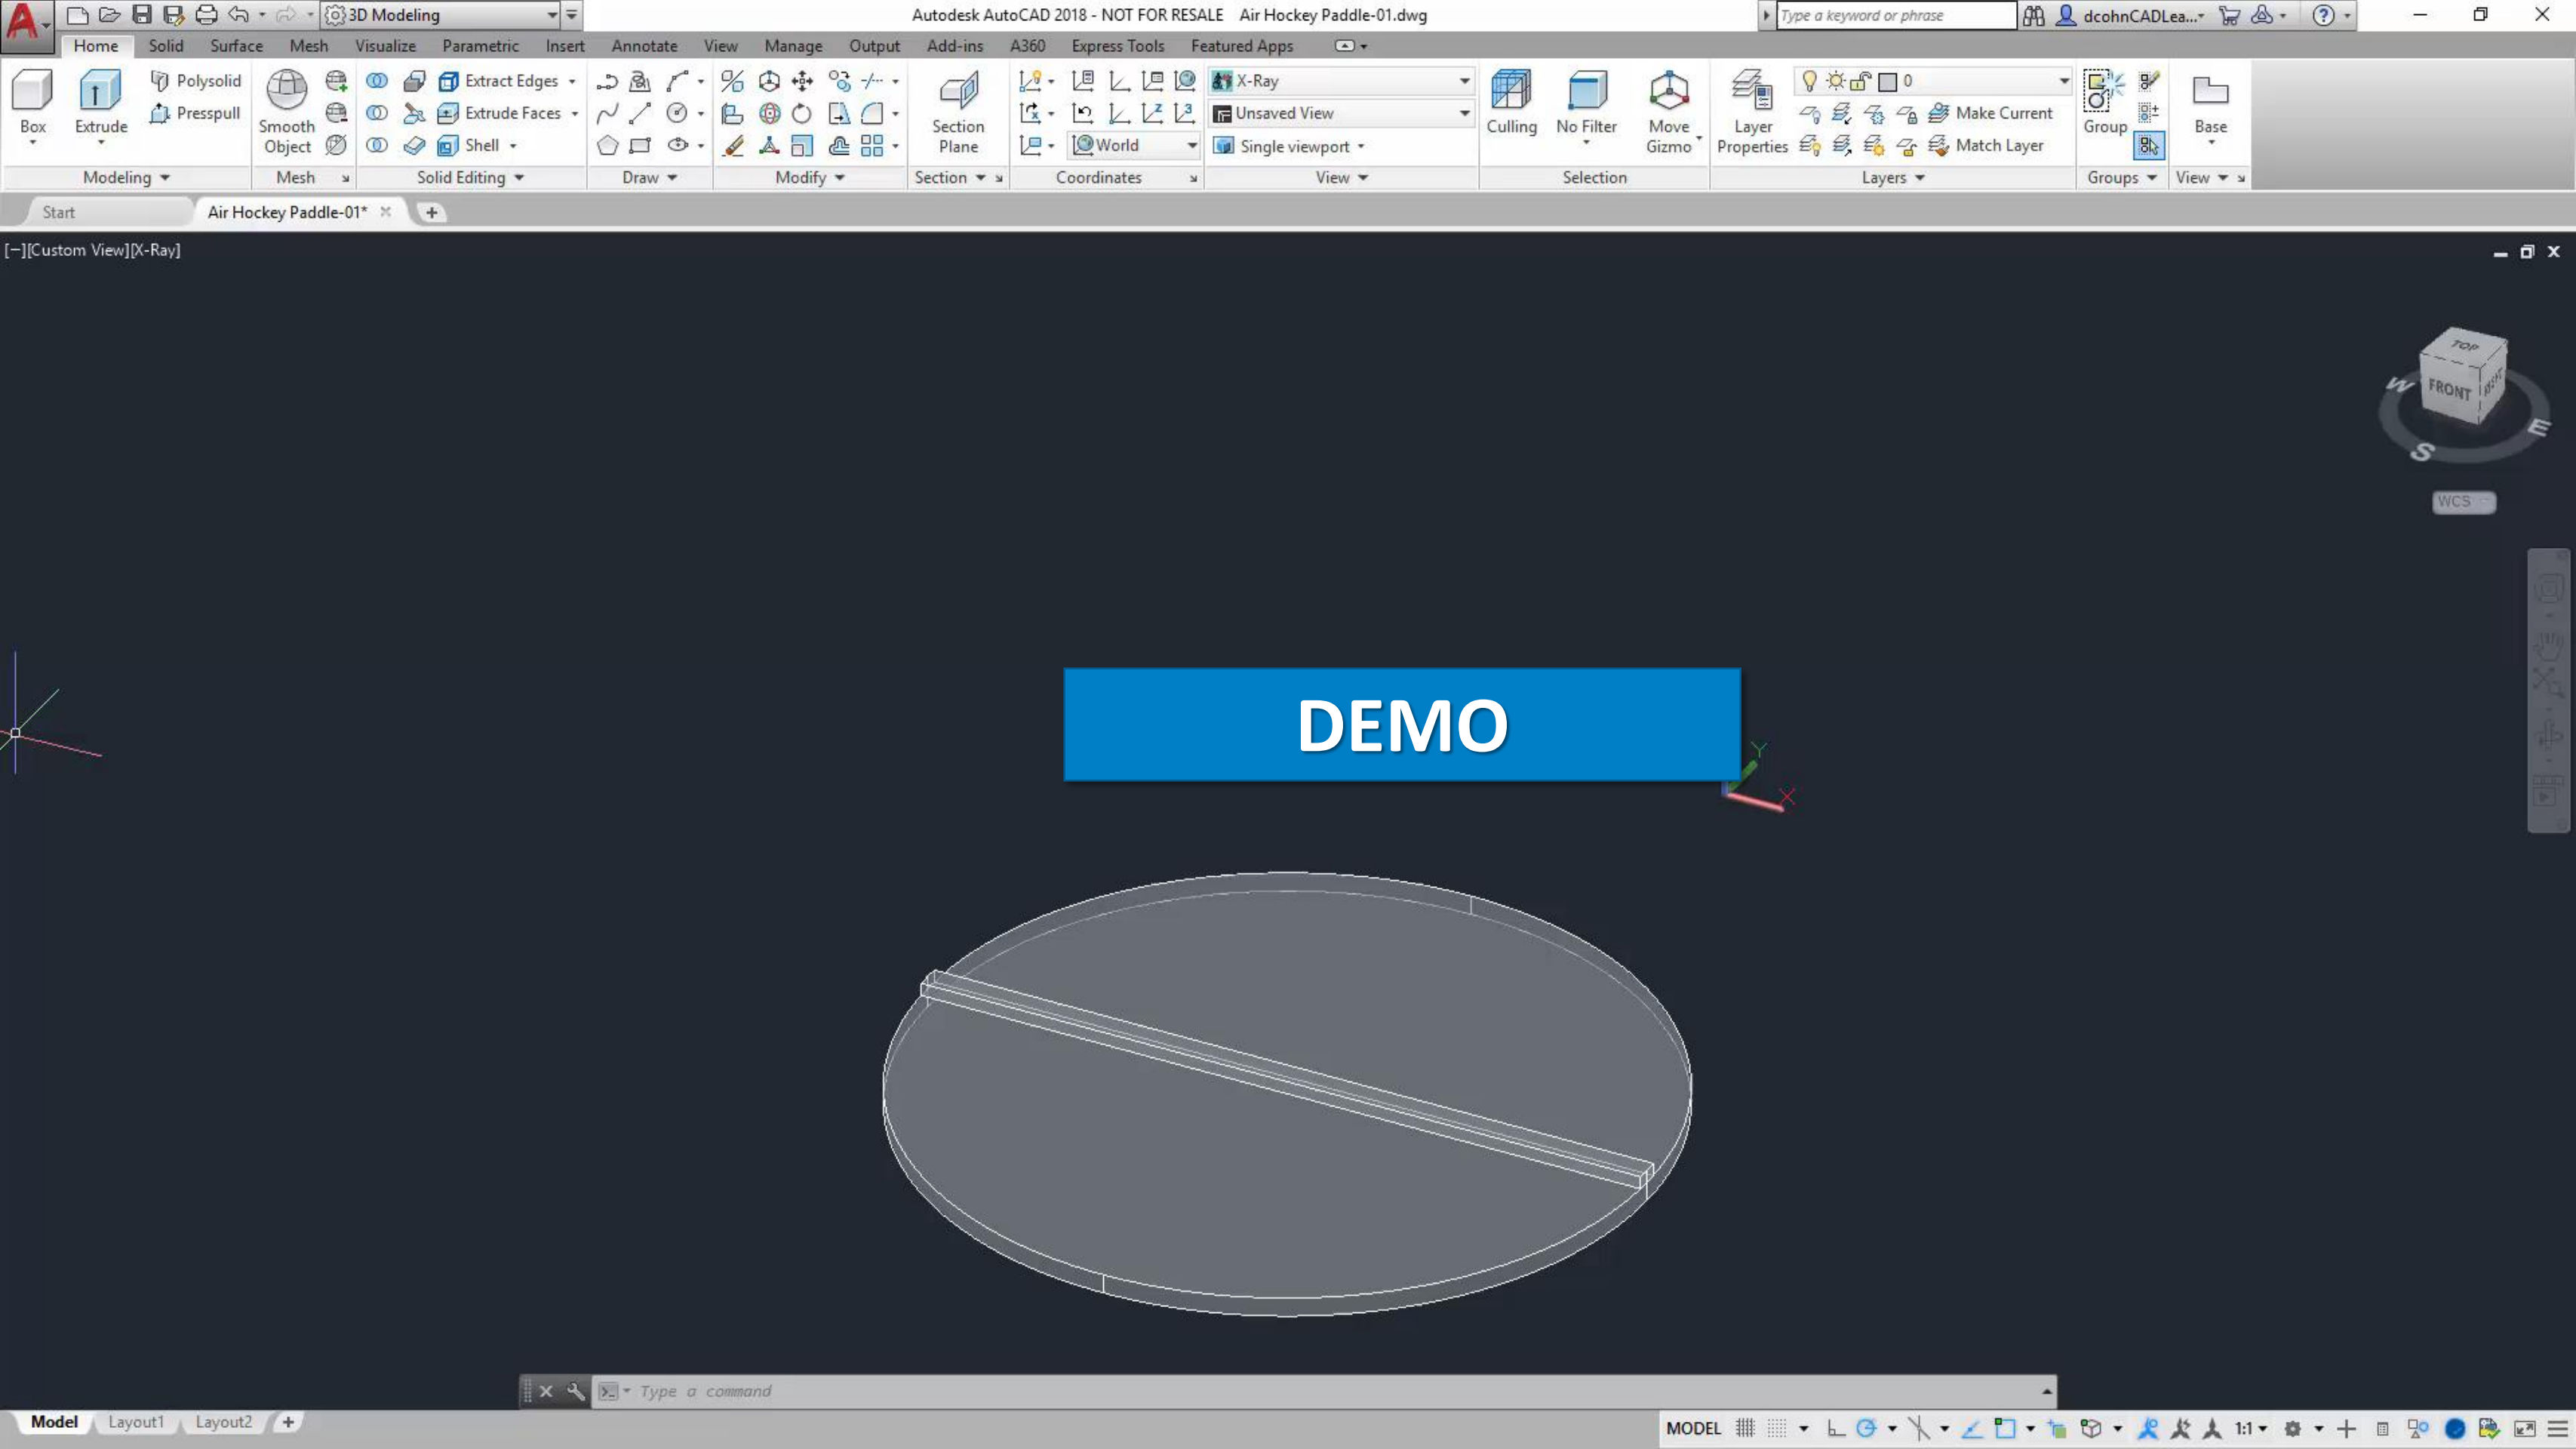 3D Modeling
Autodesk AutoCAD 2018 - NOT FOR RESALE Air Hockey Paddle-01.dwg
Type a keyword or phrase
dcohnCADLea...
Home Solid Surface Mesh Visualize Parametric Insert Annotate View Manage Output Add-ins A360 Express Tools Featured Apps
Box
Extrude
Polysolid
Presspull
Smooth
Object
Extract Edges
Extrude Faces
Shell
Section
Plane
World
X-Ray
Unsaved View
Single viewport
Culling
No Filter
Move
Gizmo
Layer
Properties
0
Make Current
Match Layer
Group
Base
Modeling Mesh Solid Editing Draw Modify Section Coordinates View Selection Layers Groups View
Start Air Hockey Paddle-01* +
[−][Custom View][X-Ray]
TOP
FRONT
W
E
S
WCS
DEMO
Y
X
Type a command
Model Layout1 Layout2 +
MODEL 1:1